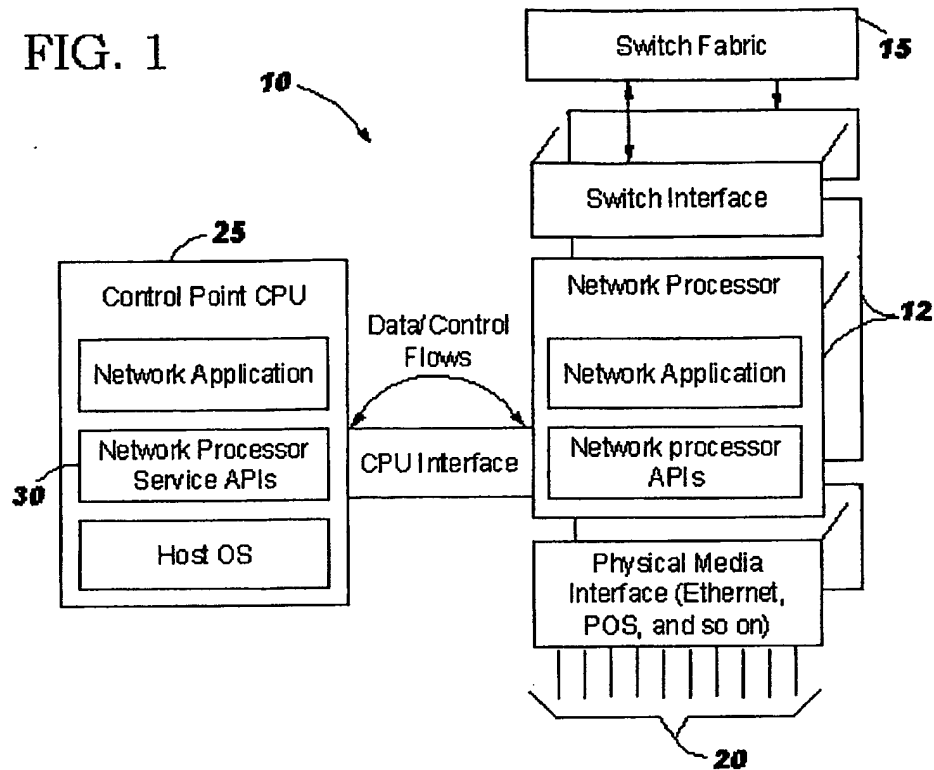 FIG. 1
Switch Fabric
15
10
Switch Interface
25
Control Point CPU
Network Processor
12
Data/Control
Flows
Network Application
Network Application
Network Processor
Service APIs
CPU Interface
Network processor
APIs
30
Host OS
Physical Media
Interface (Ethernet,
POS, and so on)
20